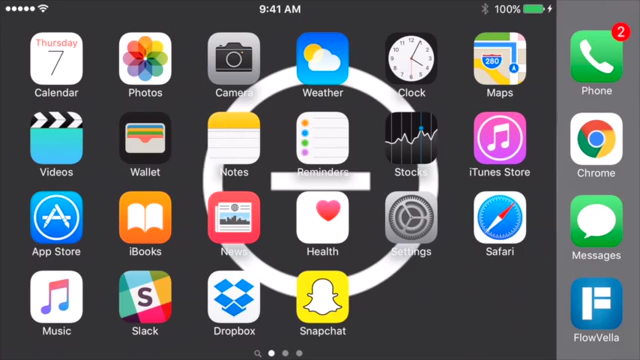 9:41 AM 100%
Thursday
7
2
Calendar Photos Camera Weather Clock Maps Phone
280
Videos Wallet Notes Reminders Stocks iTunes Store Chrome
App Store iBooks News Health Settings Safari Messages
S
Music Slack Dropbox Snapchat FlowVella